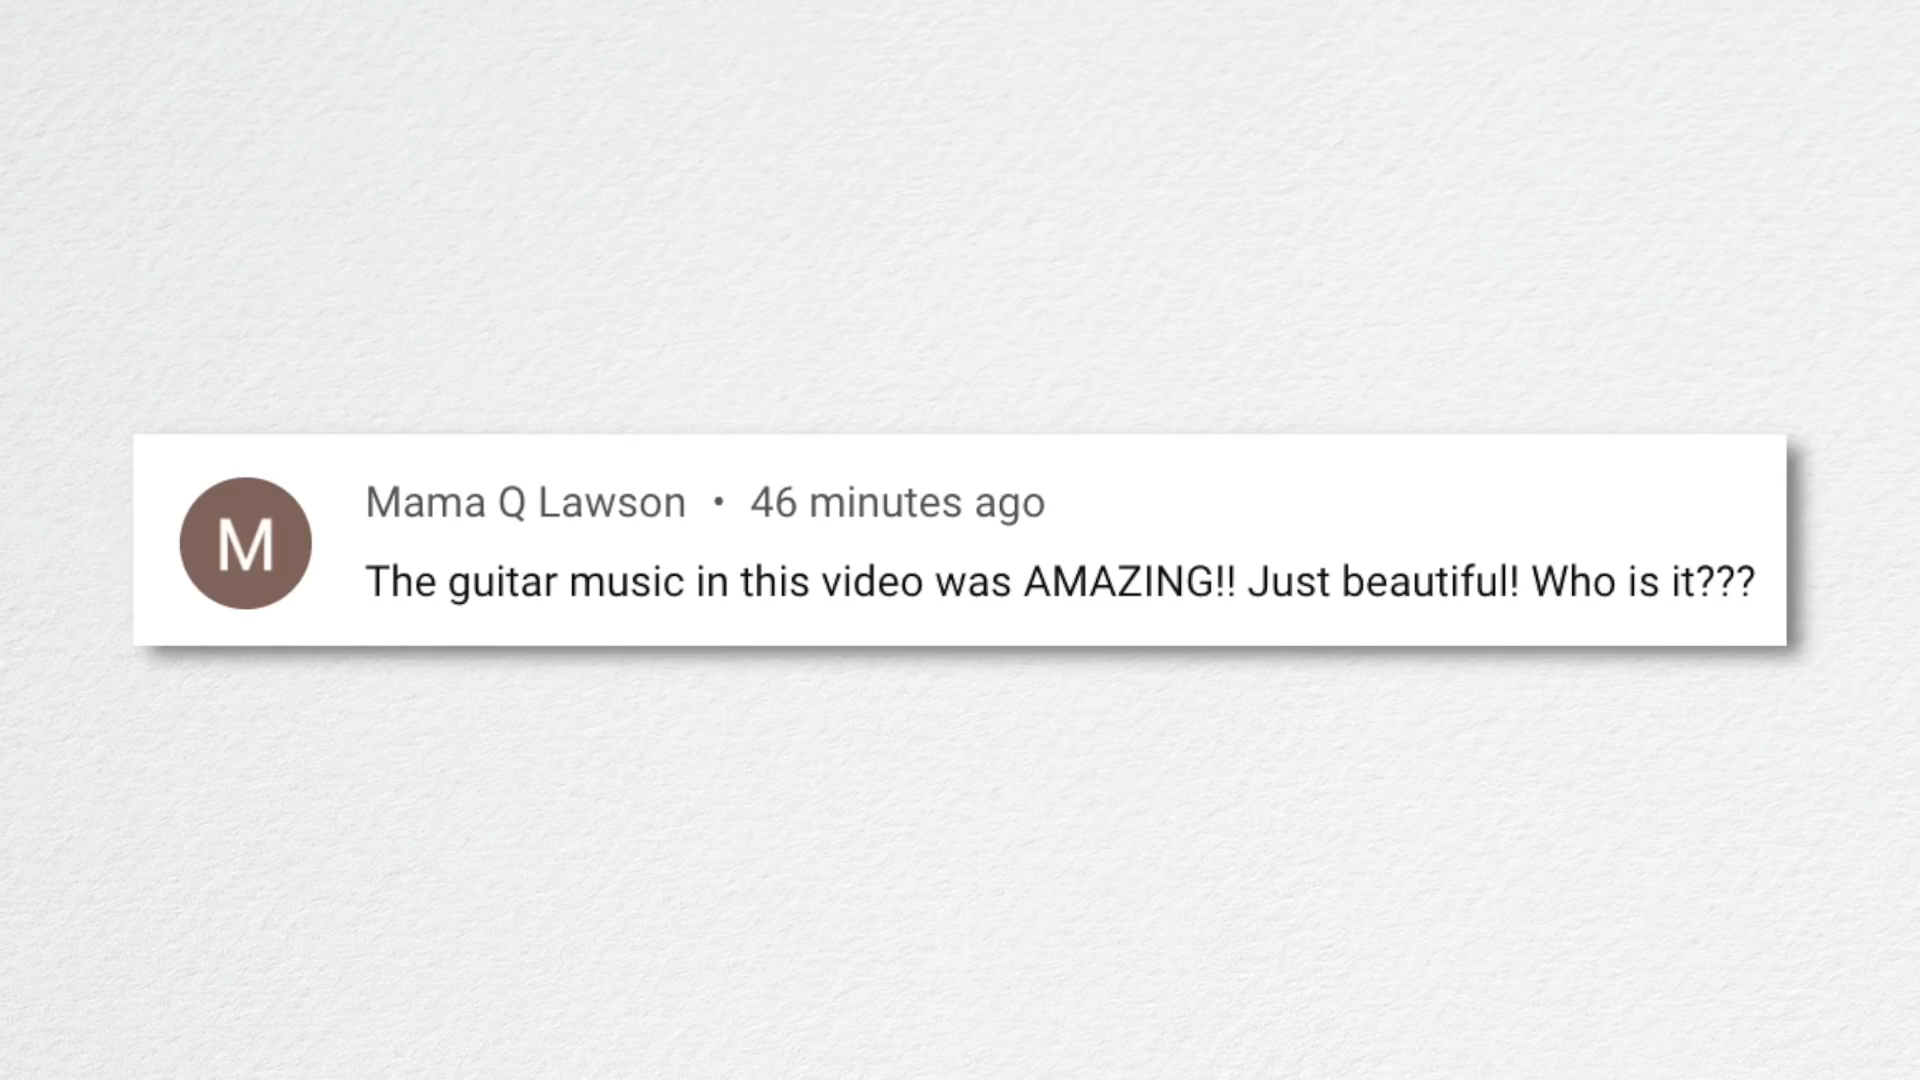 M
Mama Q Lawson • 46 minutes ago
The guitar music in this video was AMAZING!! Just beautiful! Who is it???